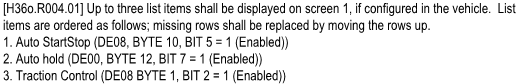 [H36o.R004.01] Up to three list items shall be displayed on screen 1, if configured in the vehicle.  List
items are ordered as follows; missing rows shall be replaced by moving the rows up.
1. Auto StartStop (DE08, BYTE 10, BIT 5 = 1 (Enabled))
2. Auto hold (DE00, BYTE 12, BIT 7 = 1 (Enabled))
3. Traction Control (DE08 BYTE 1, BIT 2 = 1 (Enabled))